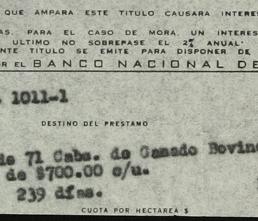 QUE AMPARA ESTE TITULO CAUSARA INTERES
AS. PARA EL CASO DE MORA, UN INTERES
ULTIMO NO SOBREPASE EL 2% ANUAL.
NTE TITULO SE EMITE PARA DISPONER DE
R EL BANCO NACIONAL DE
. 1011-1
DESTINO DEL PRESTAMO
de 71 Cabs. de Ganado Bovino
de $700.00 c/u.
239 días.
CUOTA POR HECTAREA $